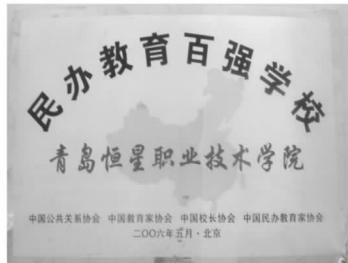 民办教育百强学校
青岛恒星职业技术学院
中国公共关系协会 中国教育家协会 中国校长协会 中国民办教育家协会
二〇〇六年五月·北京